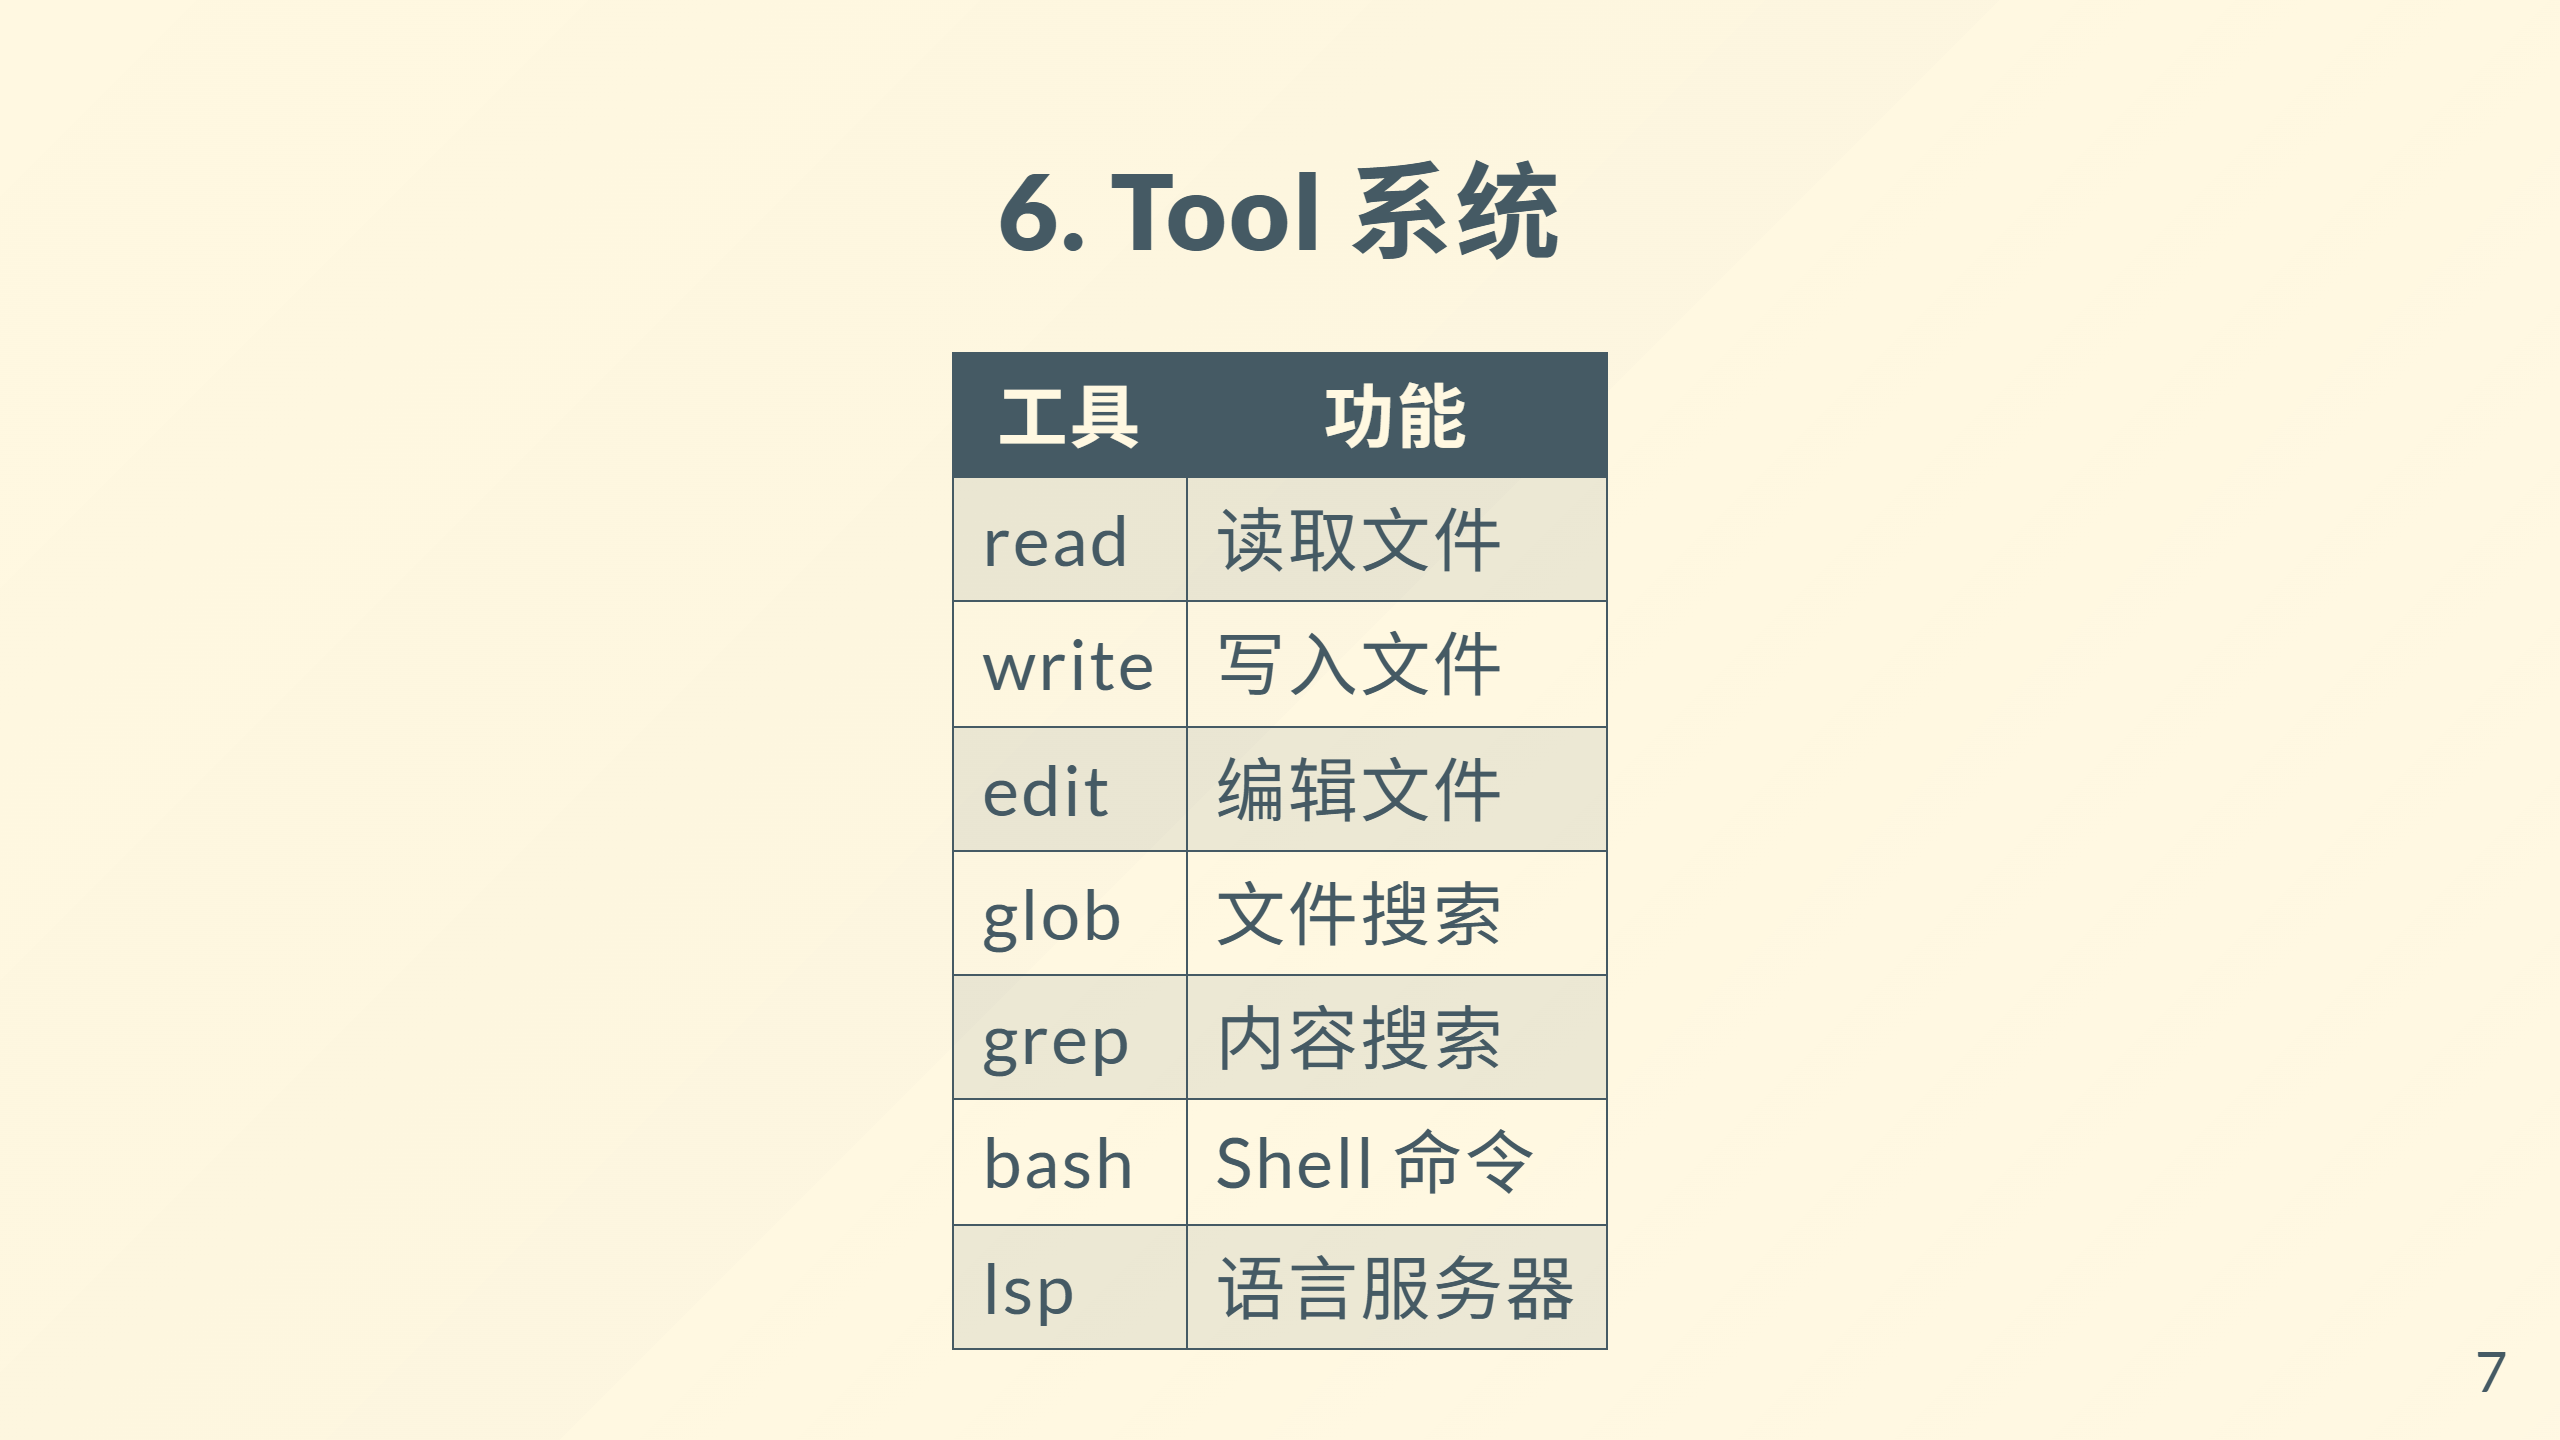 6. Tool 系统
工具 功能
read 读取文件
write 写入文件
edit 编辑文件
glob 文件搜索
grep 内容搜索
bash Shell 命令
lsp 语言服务器
7